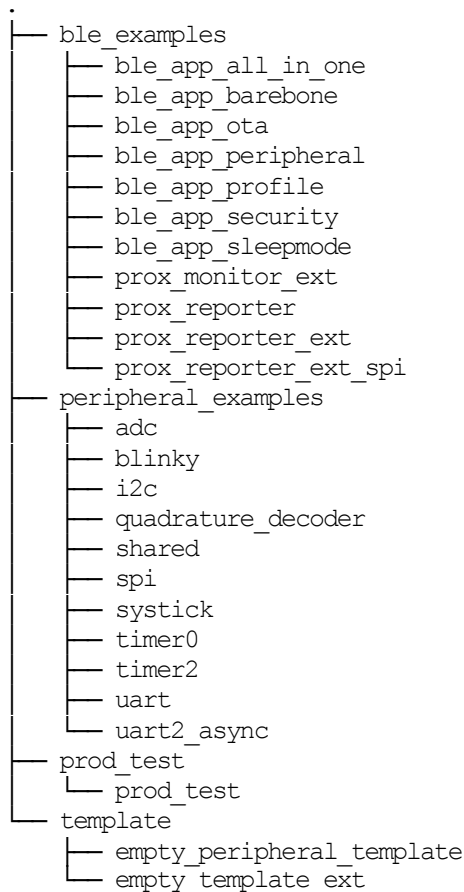 .
├── ble_examples
│   ├── ble_app_all_in_one
│   ├── ble_app_barebone
│   ├── ble_app_ota
│   ├── ble_app_peripheral
│   ├── ble_app_profile
│   ├── ble_app_security
│   ├── ble_app_sleepmode
│   ├── prox_monitor_ext
│   ├── prox_reporter
│   ├── prox_reporter_ext
│   └── prox_reporter_ext_spi
├── peripheral_examples
│   ├── adc
│   ├── blinky
│   ├── i2c
│   ├── quadrature_decoder
│   ├── shared
│   ├── spi
│   ├── systick
│   ├── timer0
│   ├── timer2
│   ├── uart
│   └── uart2_async
├── prod_test
│   └── prod_test
└── template
    ├── empty_peripheral_template
    └── empty_template_ext